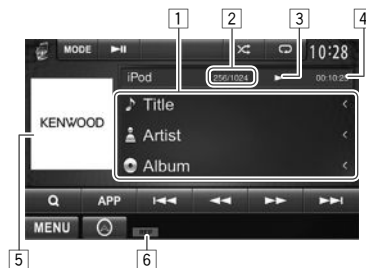 1 2 3 4
MODE 10:28
iPod 256/1024 00:10:25
KENWOOD
Title
Artist
Album
APP
MENU
5 6